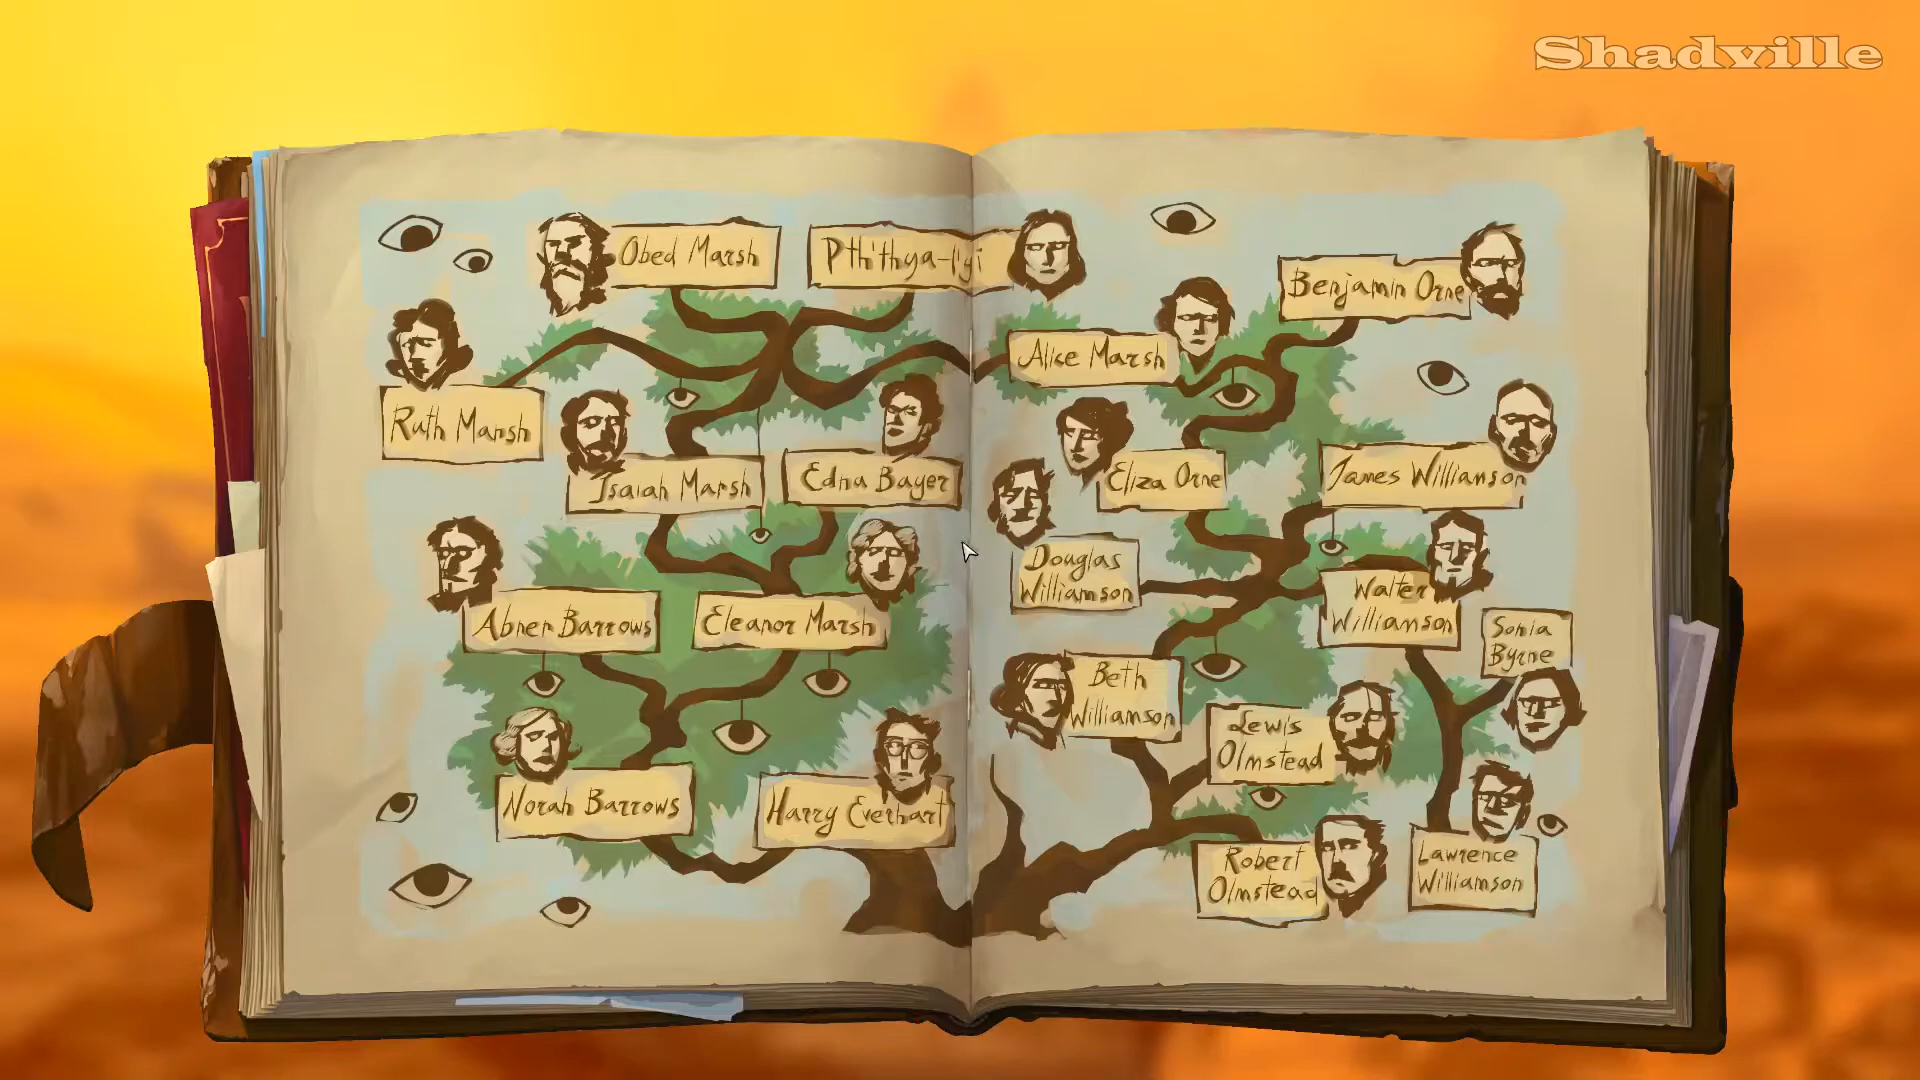 Shadville
Obed Marsh
Pth'thya-l'yi
Benjamin Orne
Alice Marsh
Ruth Marsh
Isaiah Marsh
Edna Bayer
Eliza Orne
James Williamson
Douglas
Williamson
Walter
Williamson
Abner Barrows
Eleanor Marsh
Sonia
Byrne
Beth
Williamson
Lewis
Olmstead
Norah Barrows
Harry Everhart
Robert
Olmstead
Lawrence
Williamson